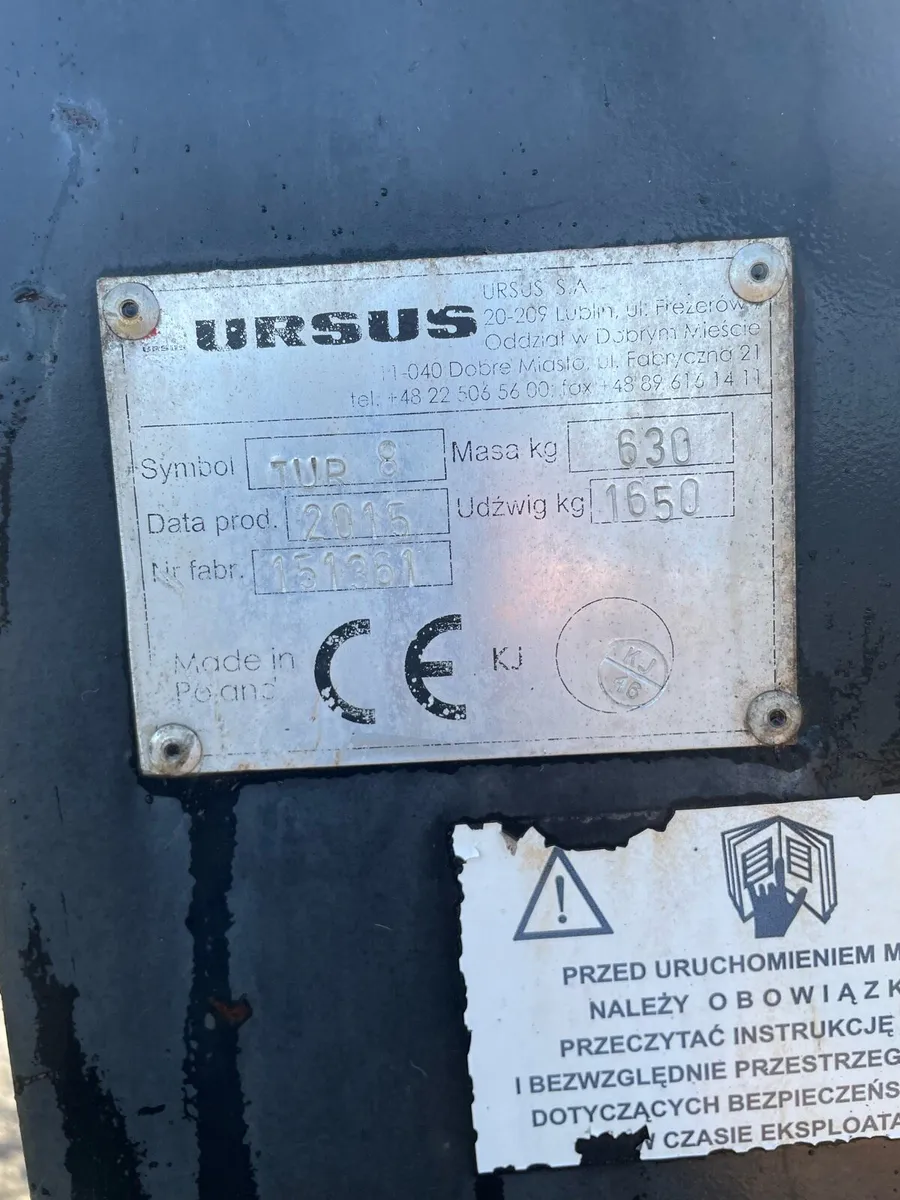 URSUS URSUS
URSUS S.A
20-209 Lublin, ul. Frezerów
Oddział w Dobrym Mieście
11-040 Dobre Miasto, ul. Fabryczna 21
tel: +48 22 506 56 00; fax +48 89 616 14 11
Symbol TUR 8 Masa kg 630
Data prod. 2015 Udźwig kg 1650
Nr fabr. 151361
Made in
Poland
CE KJ
KJ
16
PRZED URUCHOMIENIEM M
NALEŻY OBOWIĄZK
PRZECZYTAĆ INSTRUKCJĘ
I BEZWZGLĘDNIE PRZESTRZEG
DOTYCZĄCYCH BEZPIECZEŃS
W CZASIE EKSPLOATA